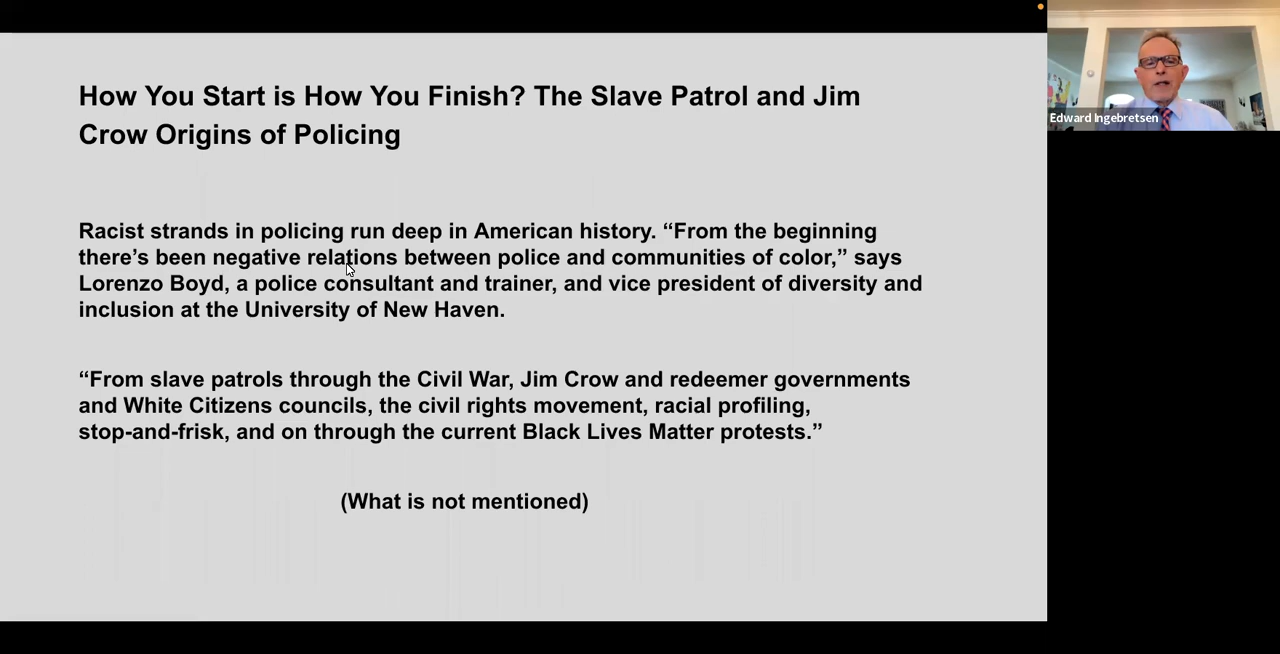 How You Start is How You Finish? The Slave Patrol and Jim
Crow Origins of Policing
Racist strands in policing run deep in American history. “From the beginning
there’s been negative relations between police and communities of color,” says
Lorenzo Boyd, a police consultant and trainer, and vice president of diversity and
inclusion at the University of New Haven.
“From slave patrols through the Civil War, Jim Crow and redeemer governments
and White Citizens councils, the civil rights movement, racial profiling,
stop-and-frisk, and on through the current Black Lives Matter protests.”
(What is not mentioned)
Edward Ingebretsen